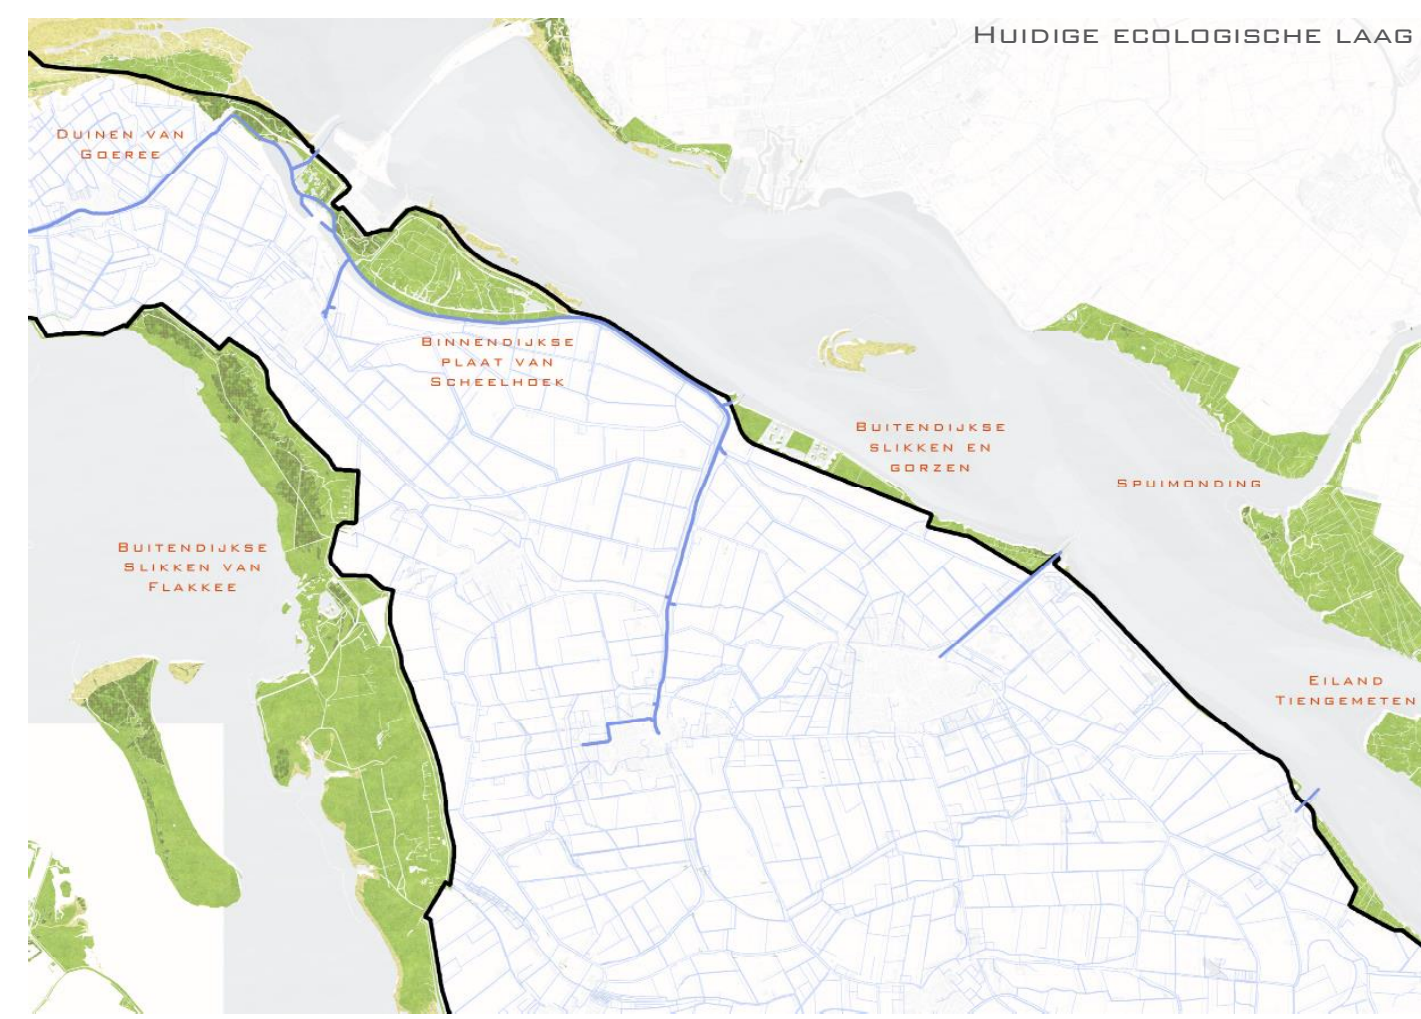 HUIDIGE ECOLOGISCHE LAAG
DUINEN VAN
GOEREE
BINNENDIJKSE
PLAAT VAN
SCHEELHOEK
BUITENDIJKSE
SLIKKEN EN
GORZEN
SPUIMONDING
BUITENDIJKSE
SLIKKEN VAN
FLAKKEE
EILAND
TIENGEMETEN